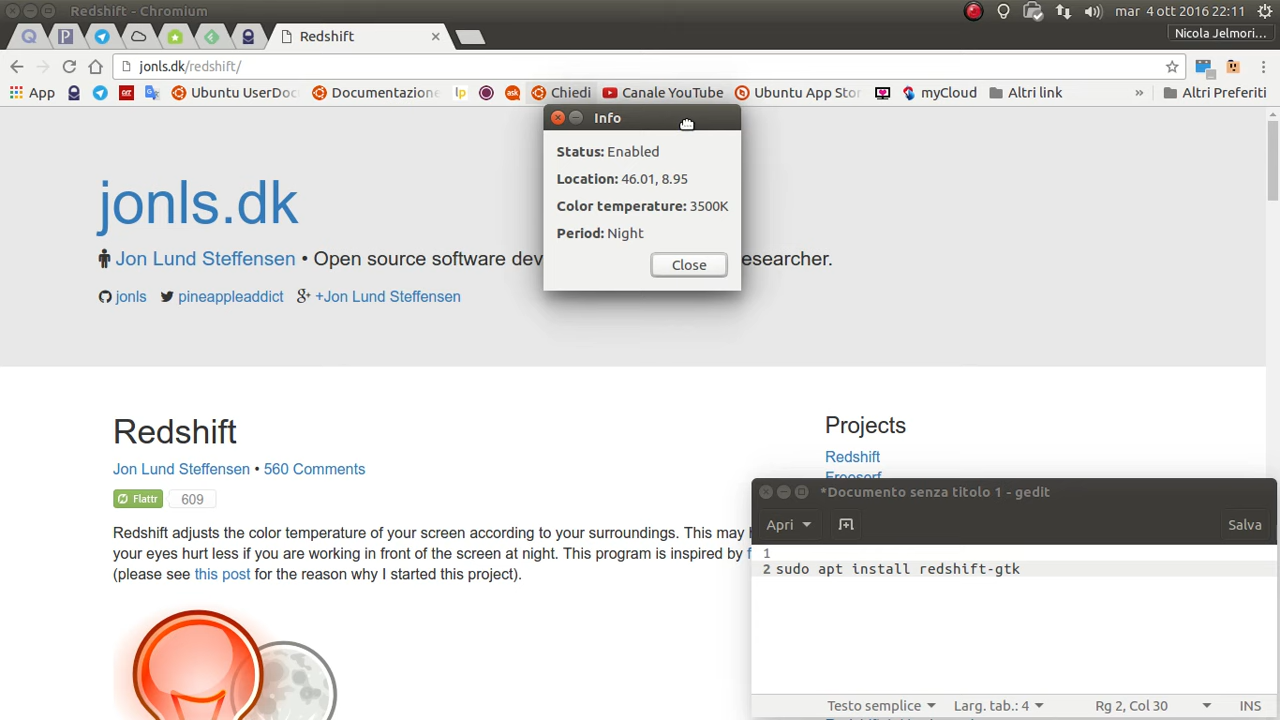 Redshift - Chromium
mar 4 ott 2016 22:11
Nicola Jelmori...
Redshift
jonls.dk/redshift/
App
Ubuntu UserDoc
Documentazione
lp
ask
Chiedi
Canale YouTube
Ubuntu App Stor
myCloud
Altri link
»
Altri Preferiti
Info
Status: Enabled
Location: 46.01, 8.95
Color temperature: 3500K
Period: Night
Close
jonls.dk
Jon Lund Steffensen • Open source software dev
esearcher.
jonls
pineappleaddict
+Jon Lund Steffensen
Redshift
Jon Lund Steffensen • 560 Comments
Flattr
609
Redshift adjusts the color temperature of your screen according to your surroundings. This may h
your eyes hurt less if you are working in front of the screen at night. This program is inspired by f
(please see this post for the reason why I started this project).
Projects
Redshift
Freeserf
*Documento senza titolo 1 - gedit
Apri
Salva
1
2 sudo apt install redshift-gtk
Testo semplice
Larg. tab.: 4
Rg 2, Col 30
INS